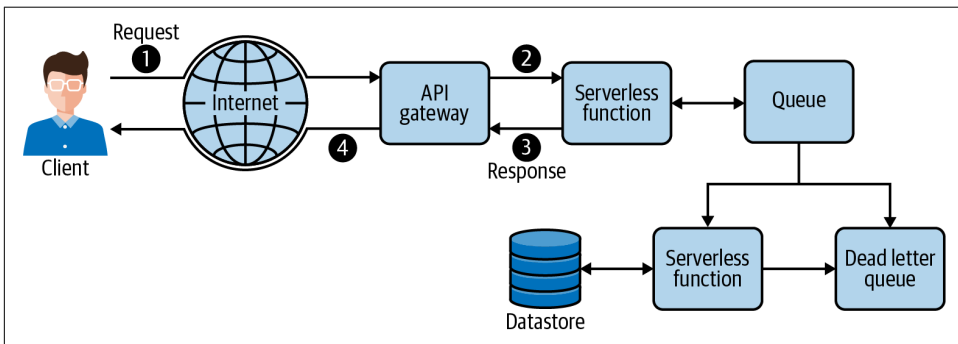 Request
1
Internet
Client
API
gateway
2
3
4
Response
Serverless
function
Queue
Datastore
Serverless
function
Dead letter
queue